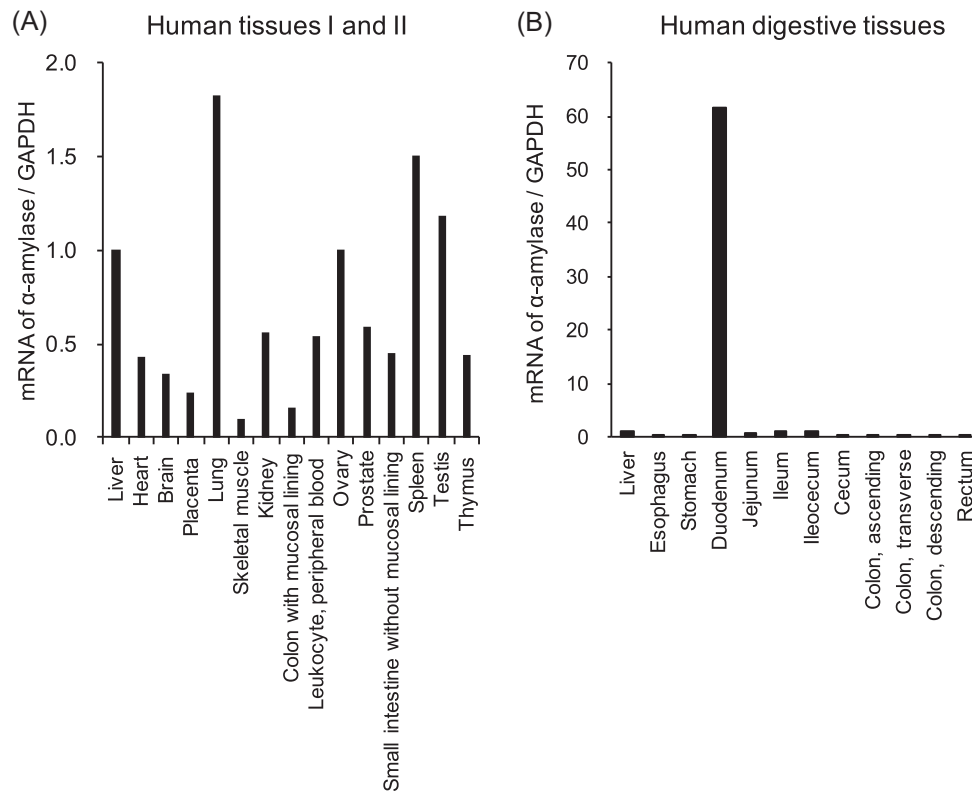 (A)
Human tissues I and II
mRNA of α-amylase / GAPDH
2.0
1.5
1.0
0.5
0.0
Liver
Heart
Brain
Placenta
Lung
Skeletal muscle
Kidney
Colon with mucosal lining
Leukocyte, peripheral blood
Ovary
Prostate
Small intestine without mucosal lining
Spleen
Testis
Thymus
(B)
Human digestive tissues
mRNA of α-amylase / GAPDH
70
60
50
40
30
20
10
0
Liver
Esophagus
Stomach
Duodenum
Jejunum
Ileum
Ileocecum
Cecum
Colon, ascending
Colon, transverse
Colon, descending
Rectum